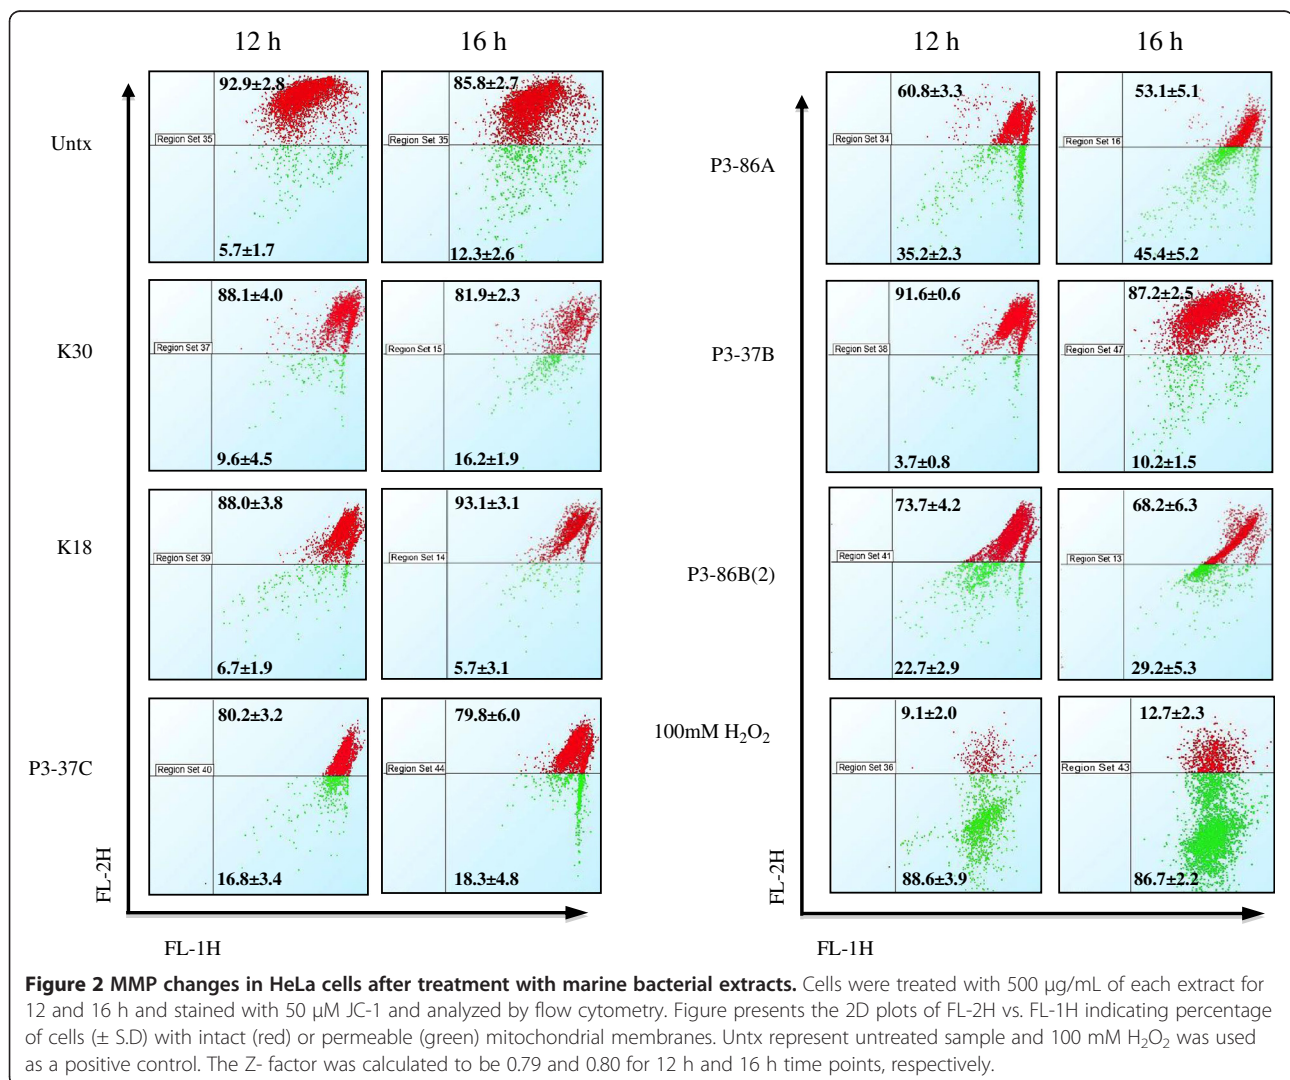 12 h 16 h
Untx
92.9±2.8
Region Set 35
5.7±1.7
85.8±2.7
Region Set 35
12.3±2.6
K30
88.1±4.0
Region Set 37
9.6±4.5
81.9±2.3
Region Set 15
16.2±1.9
K18
88.0±3.8
Region Set 39
6.7±1.9
93.1±3.1
Region Set 14
5.7±3.1
P3-37C
80.2±3.2
Region Set 40
16.8±3.4
79.8±6.0
Region Set 44
18.3±4.8
FL-2H
FL-1H
12 h 16 h
P3-86A
60.8±3.3
Region Set 34
35.2±2.3
53.1±5.1
Region Set 16
45.4±5.2
P3-37B
91.6±0.6
Region Set 38
3.7±0.8
87.2±2.5
Region Set 47
10.2±1.5
P3-86B(2)
73.7±4.2
Region Set 41
22.7±2.9
68.2±6.3
Region Set 13
29.2±5.3
100mM H₂O₂
9.1±2.0
Region Set 36
88.6±3.9
12.7±2.3
Region Set 43
86.7±2.2
FL-2H
FL-1H
Figure 2 MMP changes in HeLa cells after treatment with marine bacterial extracts. Cells were treated with 500 μg/mL of each extract for
12 and 16 h and stained with 50 μM JC-1 and analyzed by flow cytometry. Figure presents the 2D plots of FL-2H vs. FL-1H indicating percentage
of cells (± S.D) with intact (red) or permeable (green) mitochondrial membranes. Untx represent untreated sample and 100 mM H₂O₂ was used
as a positive control. The Z- factor was calculated to be 0.79 and 0.80 for 12 h and 16 h time points, respectively.